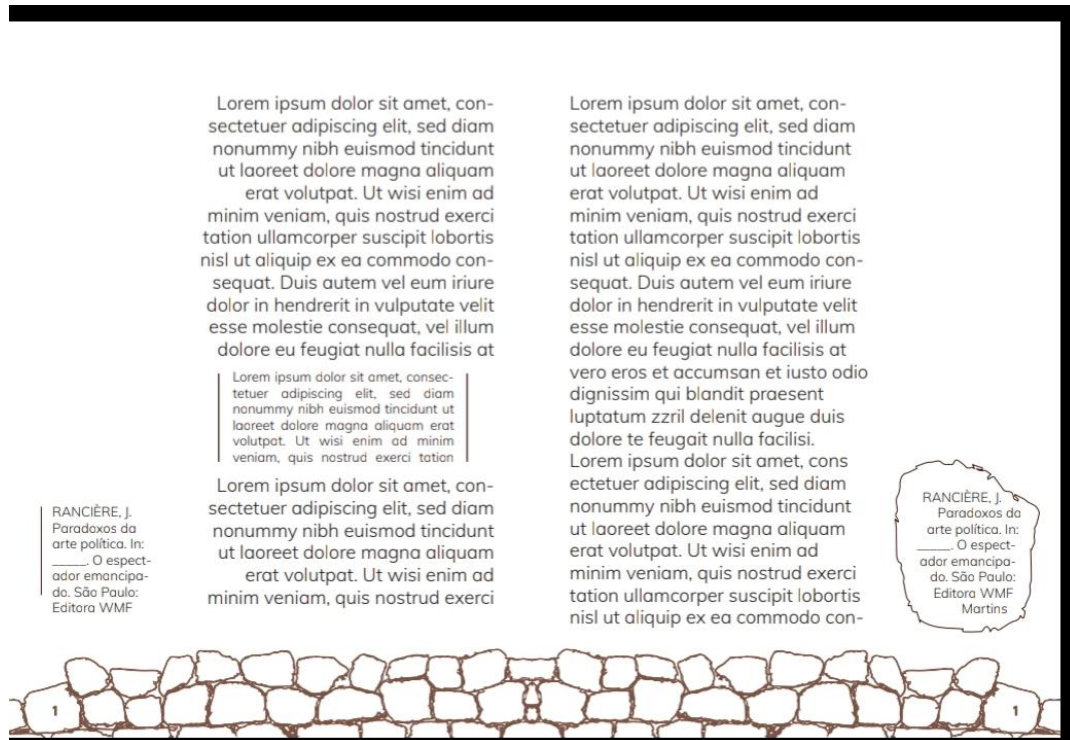 Lorem ipsum dolor sit amet, con-
sectetuer adipiscing elit, sed diam
nonummy nibh euismod tincidunt
ut laoreet dolore magna aliquam
erat volutpat. Ut wisi enim ad
minim veniam, quis nostrud exerci
tation ullamcorper suscipit lobortis
nisl ut aliquip ex ea commodo con-
sequat. Duis autem vel eum iriure
dolor in hendrerit in vulputate velit
esse molestie consequat, vel illum
dolore eu feugiat nulla facilisis at
Lorem ipsum dolor sit amet, consec-
tetuer adipiscing elit, sed diam
nonummy nibh euismod tincidunt ut
laoreet dolore magna aliquam erat
volutpat. Ut wisi enim ad minim
veniam, quis nostrud exerci tation
Lorem ipsum dolor sit amet, con-
sectetuer adipiscing elit, sed diam
nonummy nibh euismod tincidunt
ut laoreet dolore magna aliquam
erat volutpat. Ut wisi enim ad
minim veniam, quis nostrud exerci
RANCIÈRE, J.
Paradoxos da
arte política. In:
_____. O espect-
ador emancipa-
do. São Paulo:
Editora WMF
1
Lorem ipsum dolor sit amet, con-
sectetuer adipiscing elit, sed diam
nonummy nibh euismod tincidunt
ut laoreet dolore magna aliquam
erat volutpat. Ut wisi enim ad
minim veniam, quis nostrud exerci
tation ullamcorper suscipit lobortis
nisl ut aliquip ex ea commodo con-
sequat. Duis autem vel eum iriure
dolor in hendrerit in vulputate velit
esse molestie consequat, vel illum
dolore eu feugiat nulla facilisis at
vero eros et accumsan et iusto odio
dignissim qui blandit praesent
luptatum zzril delenit augue duis
dolore te feugait nulla facilisi.
Lorem ipsum dolor sit amet, cons
ectetuer adipiscing elit, sed diam
nonummy nibh euismod tincidunt
ut laoreet dolore magna aliquam
erat volutpat. Ut wisi enim ad
minim veniam, quis nostrud exerci
tation ullamcorper suscipit lobortis
nisl ut aliquip ex ea commodo con-
RANCIÈRE, J.
Paradoxos da
arte política. In:
_____. O espect-
ador emancipa-
do. São Paulo:
Editora WMF
Martins
1